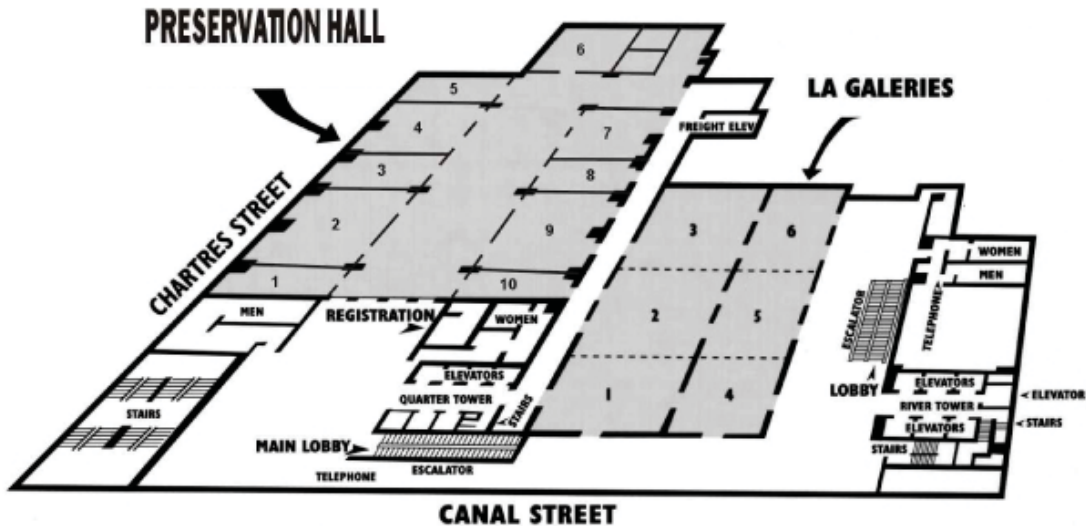 PRESERVATION HALL
6
LA GALERIES
5
4
FREIGHT ELEV
7
3
8
CHARTRES STREET
2
9
3
6
WOMEN
MEN
1
10
MEN
REGISTRATION
WOMEN
2
5
ESCALATOR
TELEPHONE
ELEVATORS
LOBBY
ELEVATORS
ELEVATOR
QUARTER TOWER
STAIRS
1
4
RIVER TOWER
STAIRS
ELEVATORS
STAIRS
MAIN LOBBY
STAIRS
ESCALATOR
TELEPHONE
CANAL STREET